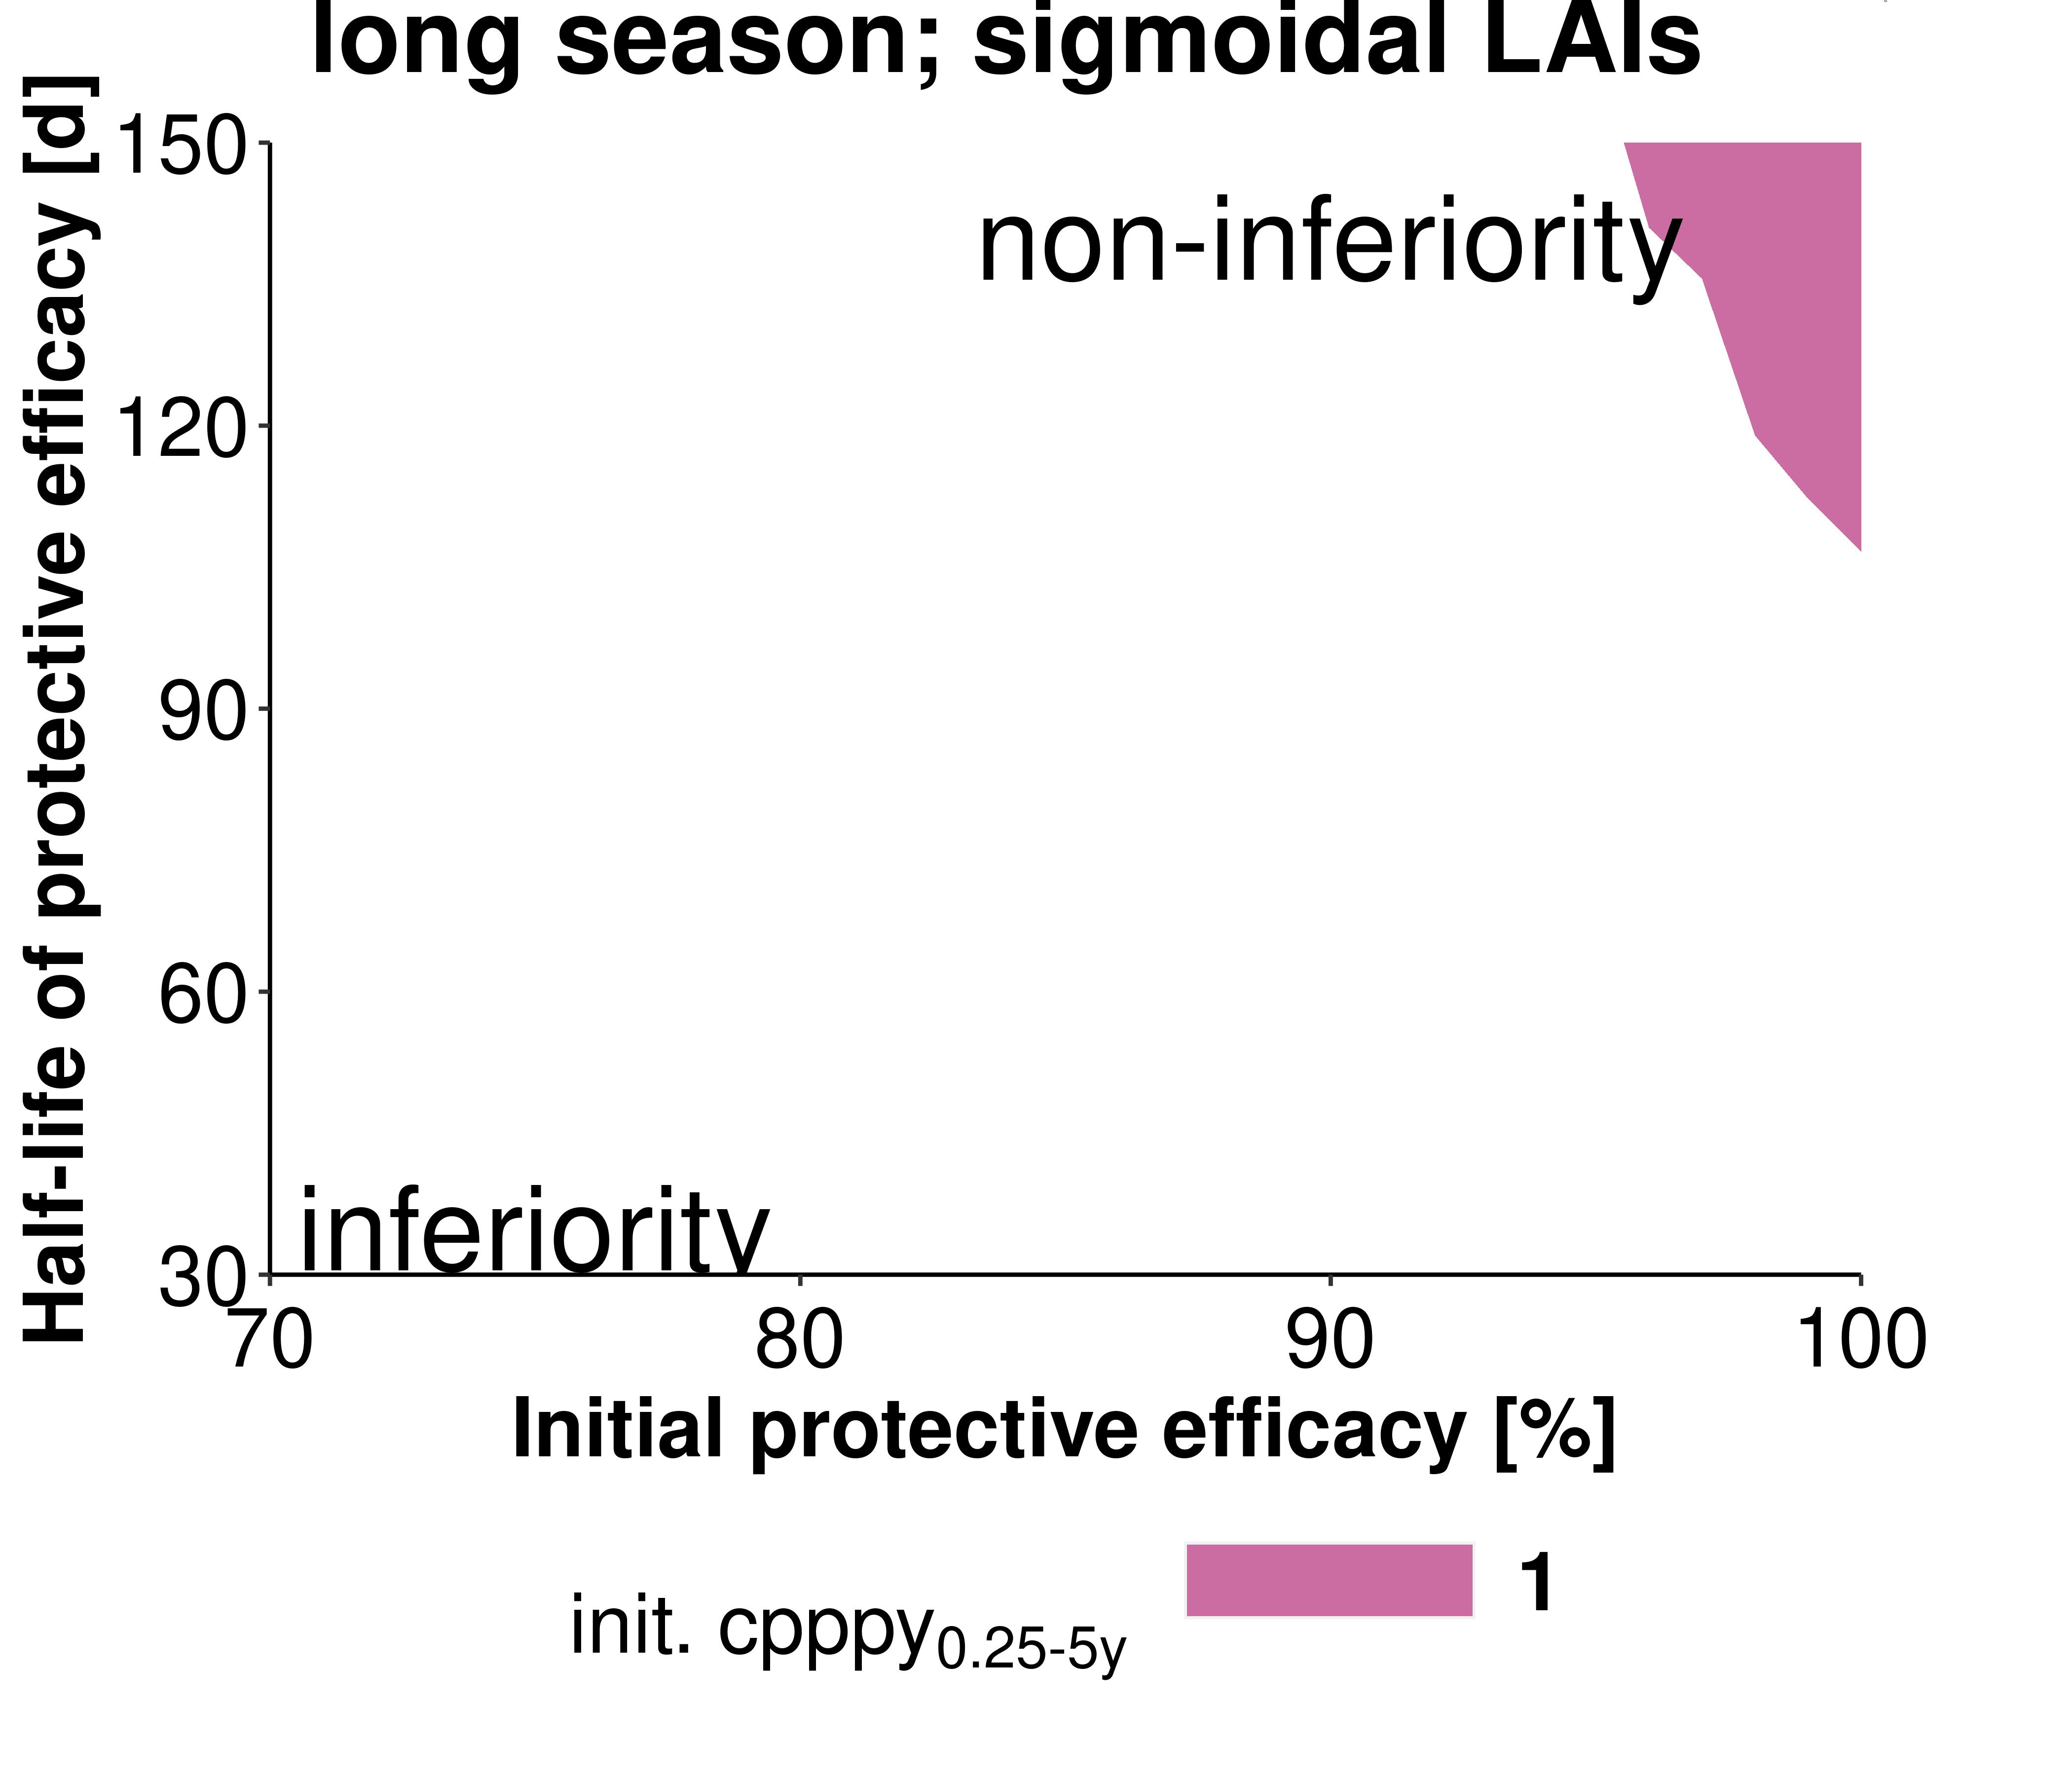 long season; sigmoidal LAIs
Half-life of protective efficacy [d]
150
120
90
60
30
non-inferiority
inferiority
70 80 90 100
Initial protective efficacy [%]
init. cpppy0.25-5y 1